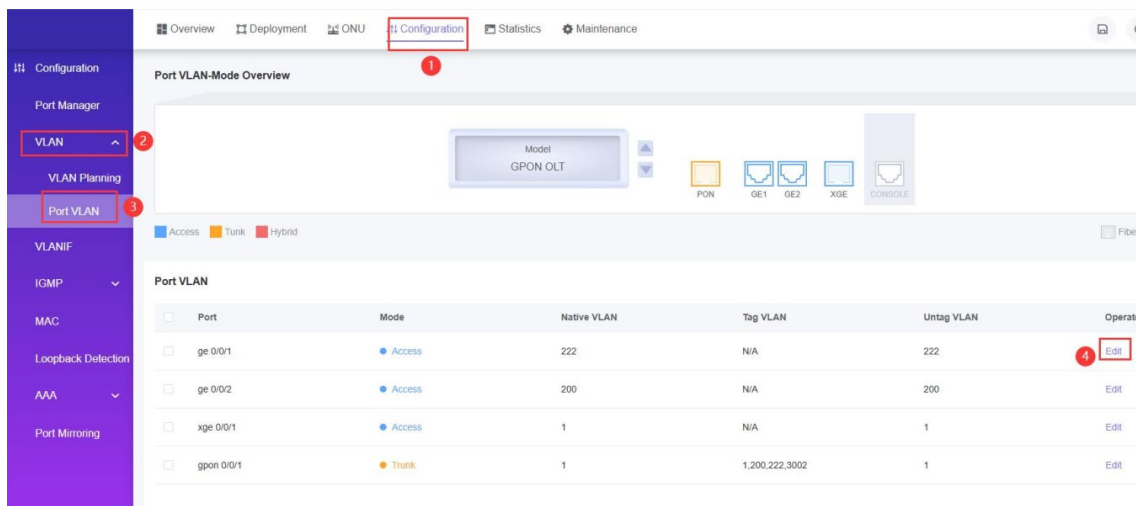 Overview Deployment ONU Configuration Statistics Maintenance
1
Configuration
Port Manager
VLAN 2
VLAN Planning
Port VLAN 3
VLANIF
IGMP
MAC
Loopback Detection
AAA
Port Mirroring
Port VLAN-Mode Overview
Model
GPON OLT
PON GE1 GE2 XGE CONSOLE
Access Tunk Hybrid Fibe
Port VLAN
Port Mode Native VLAN Tag VLAN Untag VLAN Operat
ge 0/0/1 Access 222 N/A 222 4 Edit
ge 0/0/2 Access 200 N/A 200 Edit
xge 0/0/1 Access 1 N/A 1 Edit
gpon 0/0/1 Trunk 1 1,200,222,3002 1 Edit